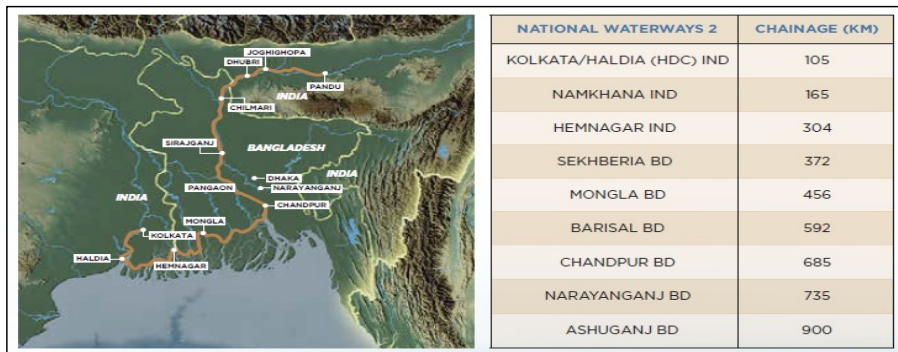 JOGHIGHOPA
DHUBRI
PANDU
INDIA
CHILMARI
SIRAJGANJ
BANGLADESH
DHAKA
INDIA
NARAYANGANJ
PANGAON
INDIA
CHANDPUR
MONGLA
KOLKATA
HALDIA
HEMNAGAR
NATIONAL WATERWAYS 2 CHAINAGE (KM)
KOLKATA/HALDIA (HDC) IND 105
NAMKHANA IND 165
HEMNAGAR IND 304
SEKHBERIA BD 372
MONGLA BD 456
BARISAL BD 592
CHANDPUR BD 685
NARAYANGANJ BD 735
ASHUGANJ BD 900